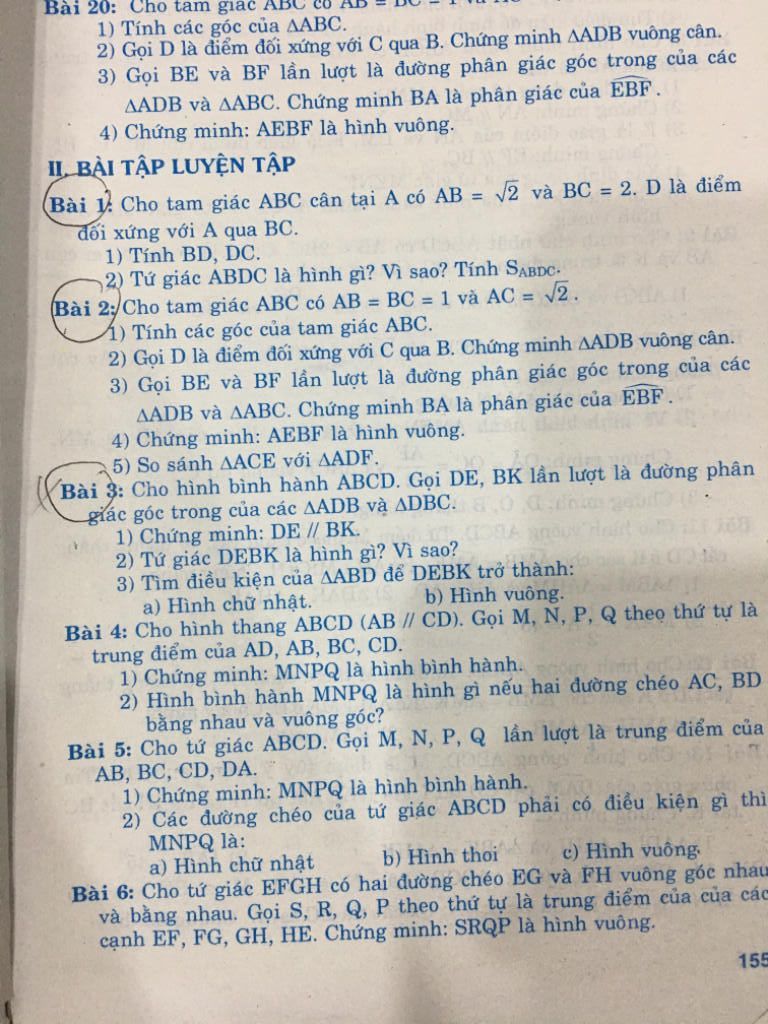 Bài 20: Cho tam giác ABC có AB = BC = 1 và
1) Tính các góc của ΔABC.
2) Gọi D là điểm đối xứng với C qua B. Chứng minh ΔADB vuông cân.
3) Gọi BE và BF lần lượt là đường phân giác góc trong của các
ΔADB và ΔABC. Chứng minh BA là phân giác của EBF.
4) Chứng minh: AEBF là hình vuông.
II. BÀI TẬP LUYỆN TẬP
Bài 1: Cho tam giác ABC cân tại A có AB = √2 và BC = 2. D là điểm
đối xứng với A qua BC.
1) Tính BD, DC.
2) Tứ giác ABDC là hình gì? Vì sao? Tính SABDC.
Bài 2: Cho tam giác ABC có AB = BC = 1 và AC = √2.
1) Tính các góc của tam giác ABC.
2) Gọi D là điểm đối xứng với C qua B. Chứng minh ΔADB vuông cân.
3) Gọi BE và BF lần lượt là đường phân giác góc trong của các
ΔADB và ΔABC. Chứng minh BA là phân giác của EBF.
4) Chứng minh: AEBF là hình vuông.
5) So sánh ΔACE với ΔADF.
Bài 3: Cho hình bình hành ABCD. Gọi DE, BK lần lượt là đường phân
giác góc trong của các ΔADB và ΔDBC.
1) Chứng minh: DE // BK.
2) Tứ giác DEBK là hình gì? Vì sao?
3) Tìm điều kiện của ΔABD để DEBK trở thành:
a) Hình chữ nhật. b) Hình vuông.
Bài 4: Cho hình thang ABCD (AB // CD). Gọi M, N, P, Q theo thứ tự là
trung điểm của AD, AB, BC, CD.
1) Chứng minh: MNPQ là hình bình hành.
2) Hình bình hành MNPQ là hình gì nếu hai đường chéo AC, BD
bằng nhau và vuông góc?
Bài 5: Cho tứ giác ABCD. Gọi M, N, P, Q lần lượt là trung điểm của
AB, BC, CD, DA.
1) Chứng minh: MNPQ là hình bình hành.
2) Các đường chéo của tứ giác ABCD phải có điều kiện gì thì
MNPQ là:
a) Hình chữ nhật b) Hình thoi c) Hình vuông.
Bài 6: Cho tứ giác EFGH có hai đường chéo EG và FH vuông góc nhau
và bằng nhau. Gọi S, R, Q, P theo thứ tự là trung điểm của của các
cạnh EF, FG, GH, HE. Chứng minh: SRQP là hình vuông.
155